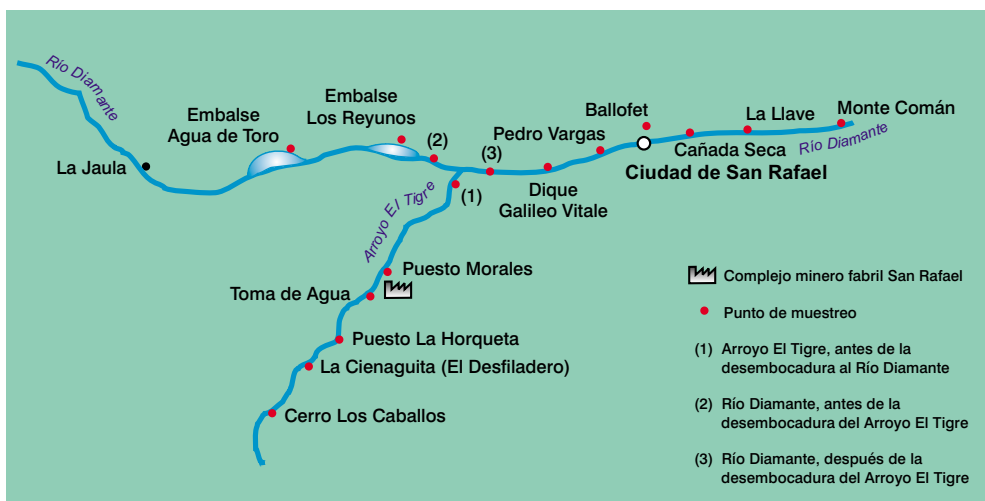 Río Diamante
La Jaula
Embalse
Agua de Toro
Embalse
Los Reyunos
(2)
(3)
(1)
Arroyo El Tigre
Pedro Vargas
Dique
Galileo Vitale
Ballofet
Ciudad de San Rafael
Cañada Seca
La Llave
Monte Comán
Río Diamante
Puesto Morales
Toma de Agua
Puesto La Horqueta
La Cienaguita (El Desfiladero)
Cerro Los Caballos
Complejo minero fabril San Rafael
Punto de muestreo
(1) Arroyo El Tigre, antes de la
desembocadura al Río Diamante
(2) Río Diamante, antes de la
desembocadura del Arroyo El Tigre
(3) Río Diamante, después de la
desembocadura del Arroyo El Tigre